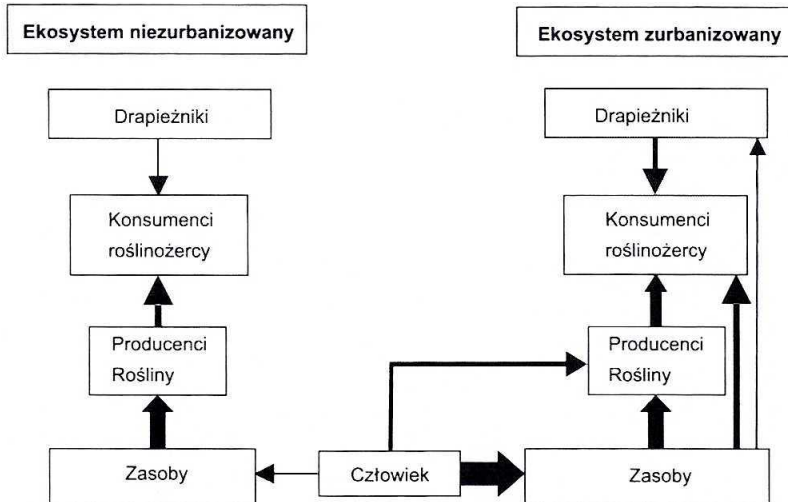 Ekosystem niezurbanizowany
Drapieżniki
Konsumenci
roślinożercy
Producenci
Rośliny
Zasoby
Człowiek
Ekosystem zurbanizowany
Drapieżniki
Konsumenci
roślinożercy
Producenci
Rośliny
Zasoby